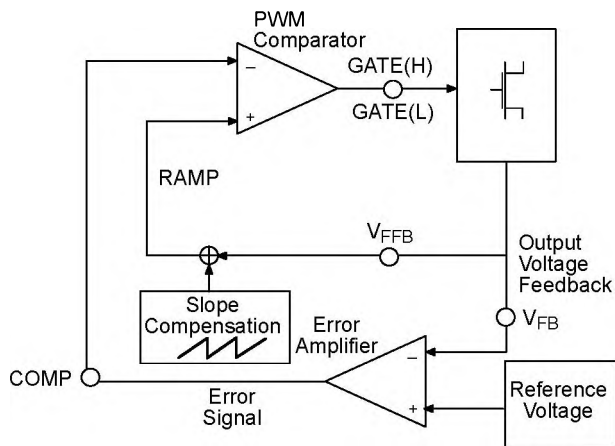 PWM
Comparator
−
+
GATE(H)
GATE(L)
RAMP
VFFB
Output
Voltage
Feedback
VFB
Slope
Compensation
Error
Amplifier
−
+
COMP
Error
Signal
Reference
Voltage